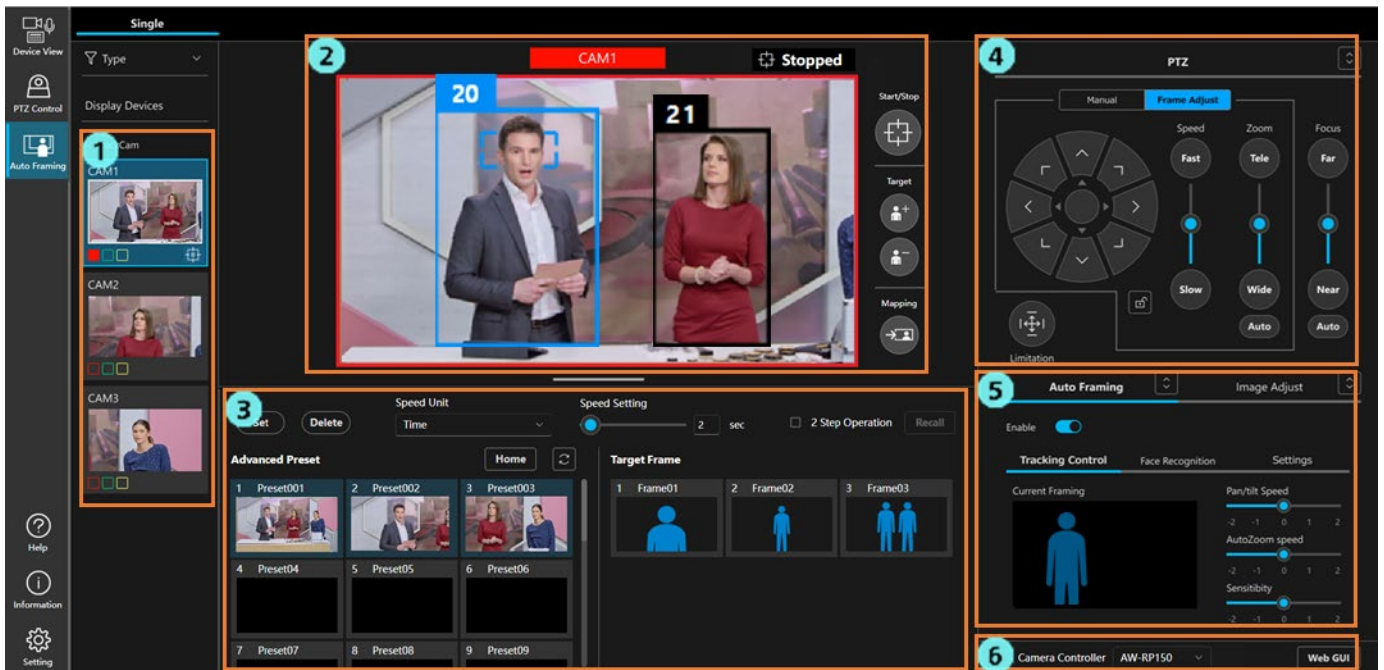 Single
Device View
PTZ Control
Auto Framing
Help
Information
Setting
Type
Display Devices
1
Cam
CAM1
CAM2
CAM3
2
CAM1
Stopped
20
21
Start/Stop
Target
Mapping
3
Set Delete
Speed Unit
Time
Speed Setting
2 sec
2 Step Operation
Recall
Advanced Preset
Home
1 Preset001
2 Preset002
3 Preset003
4 Preset04
5 Preset05
6 Preset06
7 Preset07
8 Preset08
9 Preset09
Target Frame
1 Frame01
2 Frame02
3 Frame03
4
PTZ
Manual
Frame Adjust
Speed Zoom Focus
Fast Tele Far
Slow Wide Near
Auto Auto
Limitation
5
Auto Framing
Image Adjust
Enable
Tracking Control
Face Recognition
Settings
Current Framing
Pan/tilt Speed
-2 -1 0 1 2
AutoZoom speed
-2 -1 0 1 2
Sensitibity
-2 -1 0 1 2
6
Camera Controller
AW-RP150
Web GUI